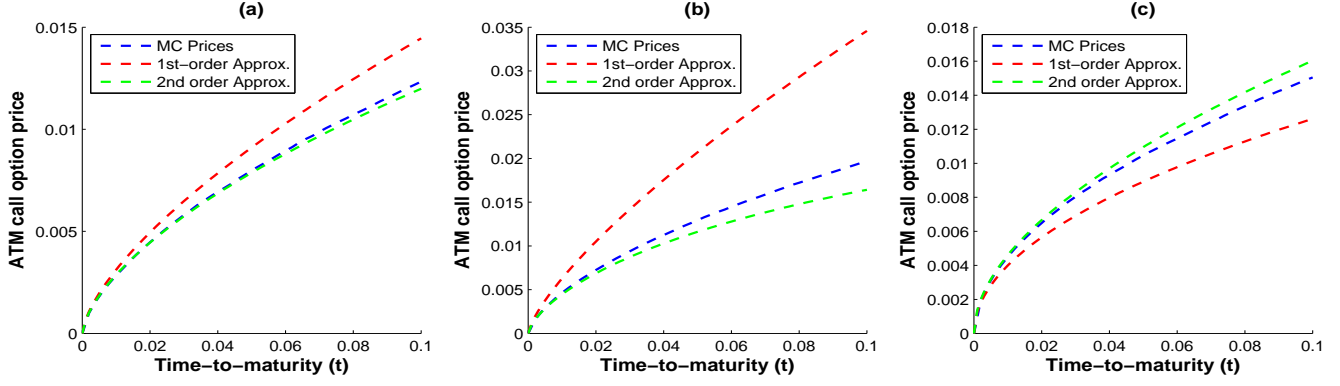 (a)
0.015
0.01
0.005
0
ATM call option price
MC Prices
1st−order Approx.
2nd order Approx.
0
0.02
0.04
0.06
0.08
0.1
Time−to−maturity (t)
(b)
0.035
0.03
0.025
0.02
0.015
0.01
0.005
0
ATM call option price
MC Prices
1st−order Approx.
2nd order Approx.
0
0.02
0.04
0.06
0.08
0.1
Time−to−maturity (t)
(c)
0.018
0.016
0.014
0.012
0.01
0.008
0.006
0.004
0.002
0
ATM call option price
MC Prices
1st−order Approx.
2nd order Approx.
0
0.02
0.04
0.06
0.08
0.1
Time−to−maturity (t)